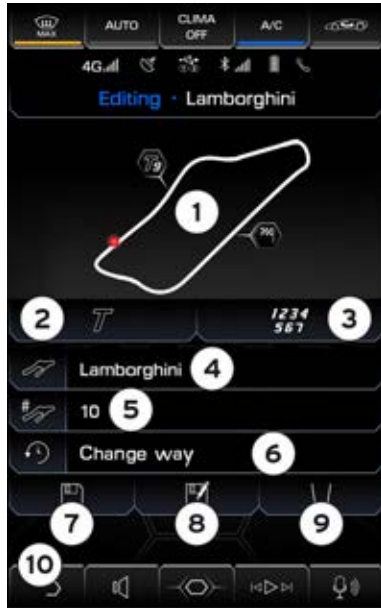 MAX
AUTO
CLIMA
OFF
A/C
4G
Editing · Lamborghini
T9
1
2
T
1234
567
3
Lamborghini
4
#
10
5
Change way
6
7
8
9
10